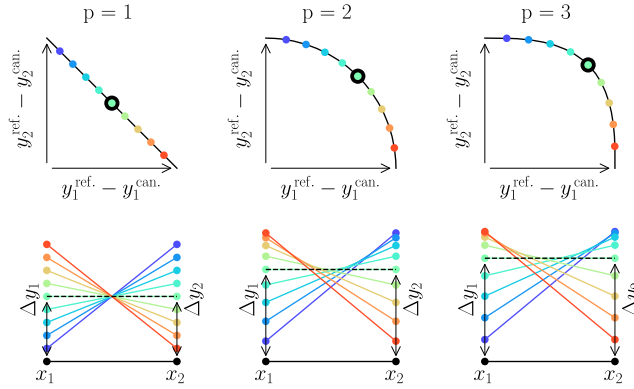 p = 1
p = 2
p = 3
y₂^ref. − y₂^can.
y₂^ref. − y₂^can.
y₂^ref. − y₂^can.
y₁^ref. − y₁^can.
y₁^ref. − y₁^can.
y₁^ref. − y₁^can.
Δy₁
Δy₂
Δy₁
Δy₂
Δy₁
x₁
x₂
x₁
x₂
x₁
x₂